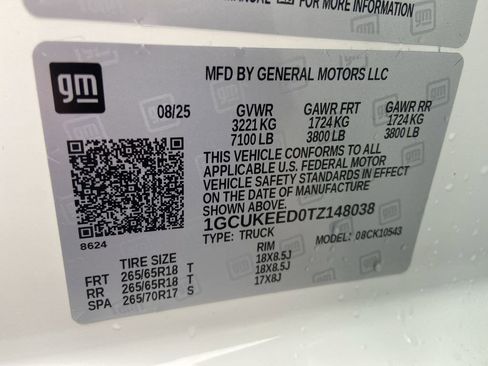 MANUAL
FOR MORE INFORMATION
gm
MFD BY GENERAL MOTORS LLC
08/25 GVWR GAWR FRT GAWR RR
3221 KG 1724 KG 1724 KG
7100 LB 3800 LB 3800 LB
THIS VEHICLE CONFORMS TO ALL
APPLICABLE U.S. FEDERAL MOTOR
VEHICLE SAFETY STANDARDS IN EFFECT
ON THE DATE OF MANUFACTURE
SHOWN ABOVE.
1GCUKEED0TZ148038
TYPE: TRUCK MODEL: 08CK10543
8624
TIRE SIZE RIM
FRT 265/65R18 T 18X8.5J
RR 265/65R18 T 18X8.5J
SPA 265/70R17 S 17X8J